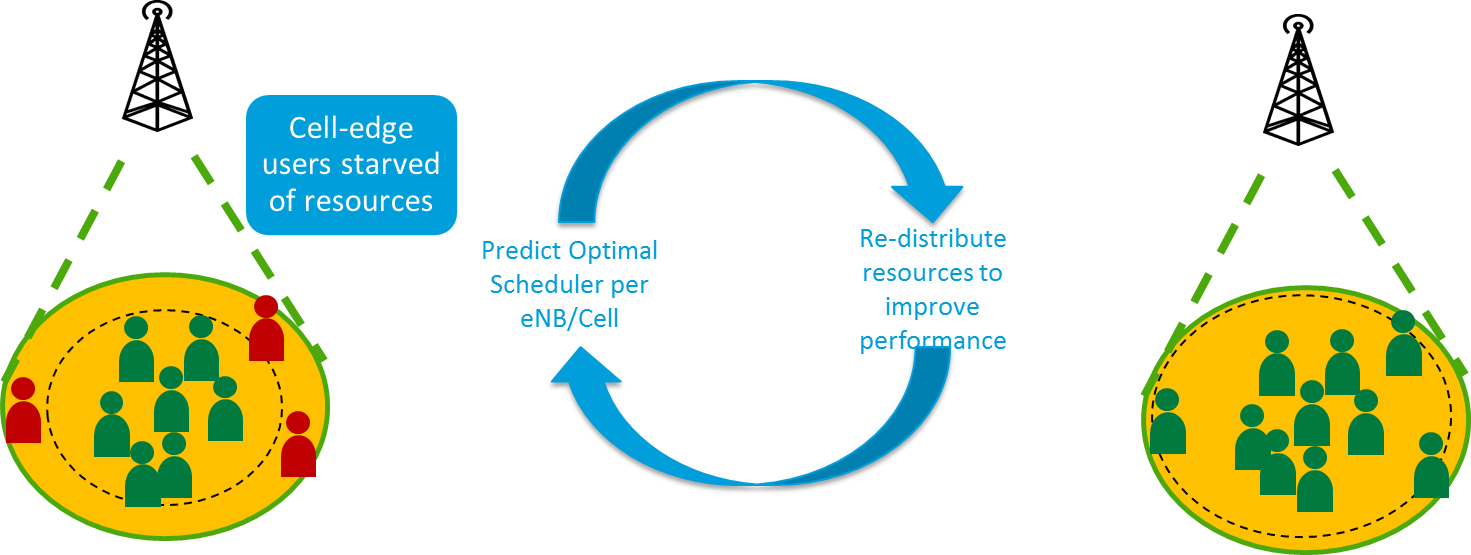 Cell-edge
users starved
of resources
Predict Optimal
Scheduler per
eNB/Cell
Re-distribute
resources to
improve
performance